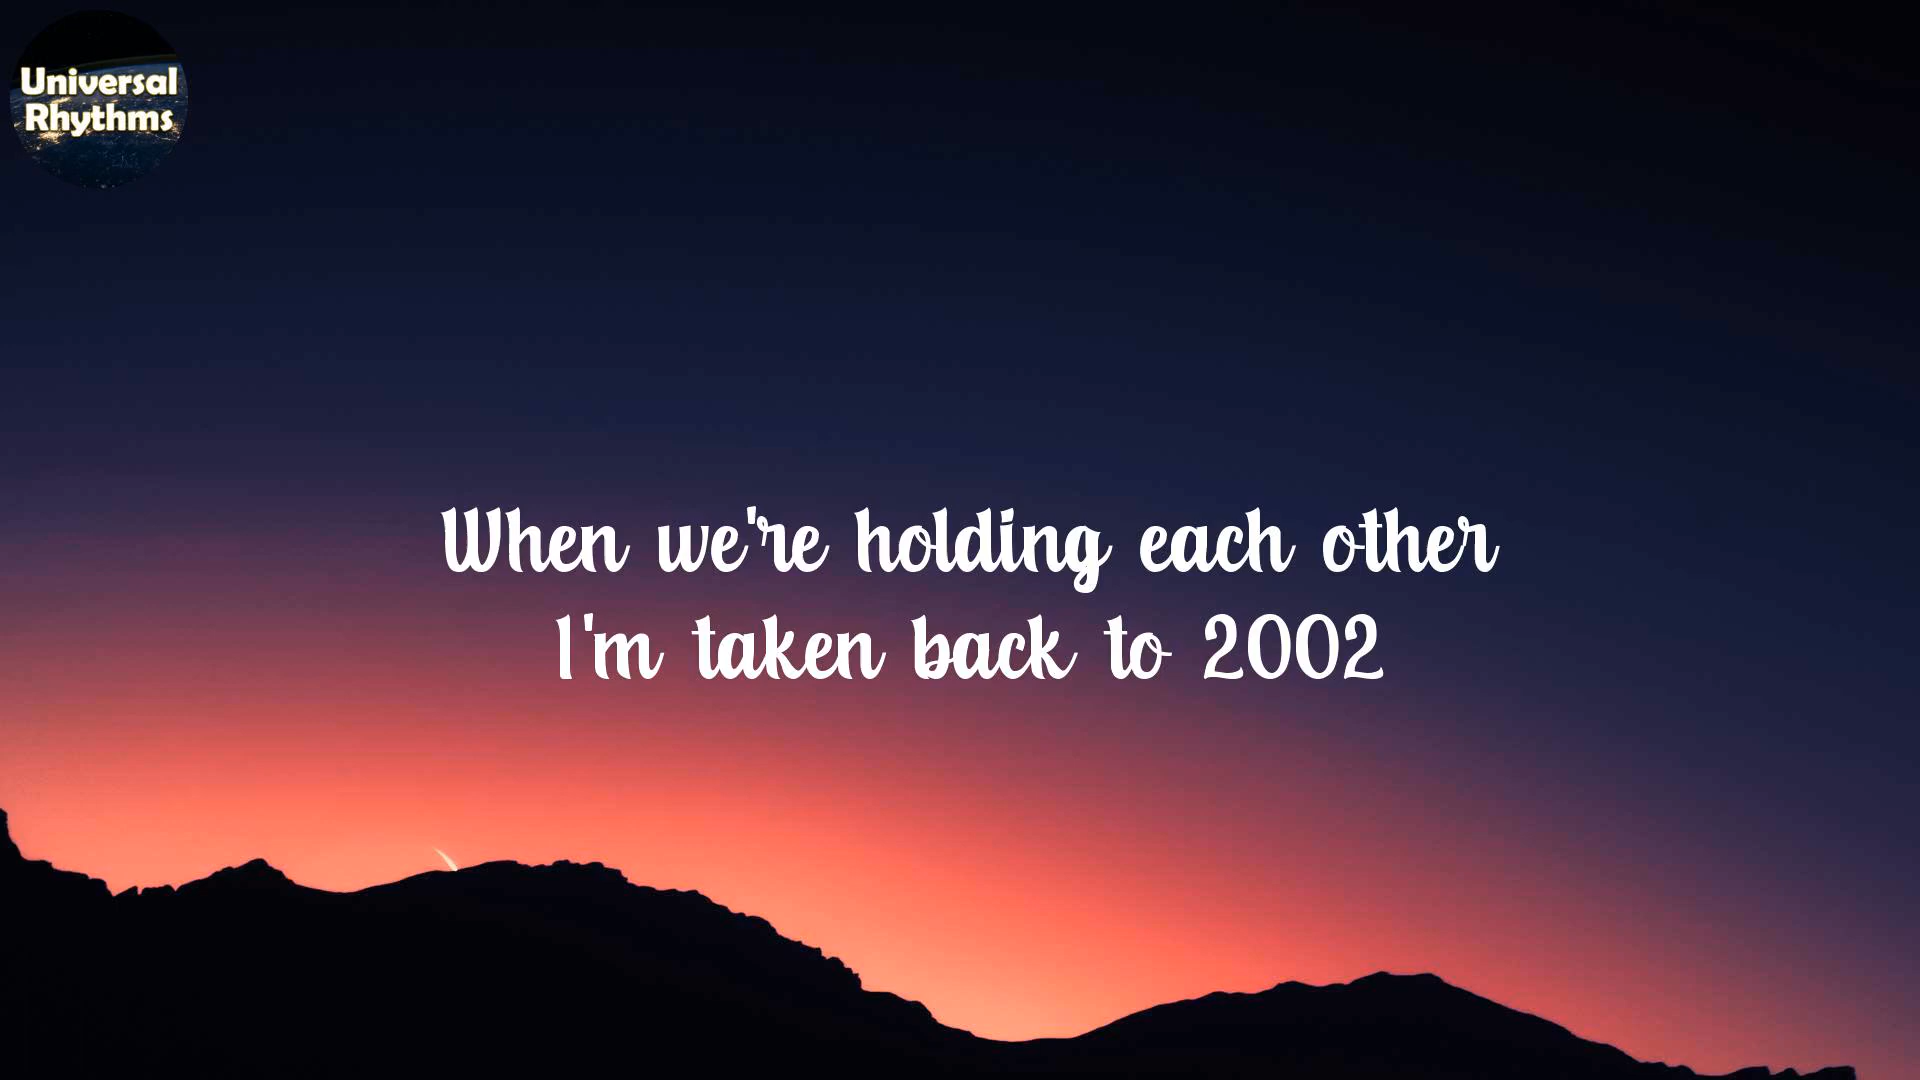 Universal
Rhythms
When we're holding each other
I'm taken back to 2002